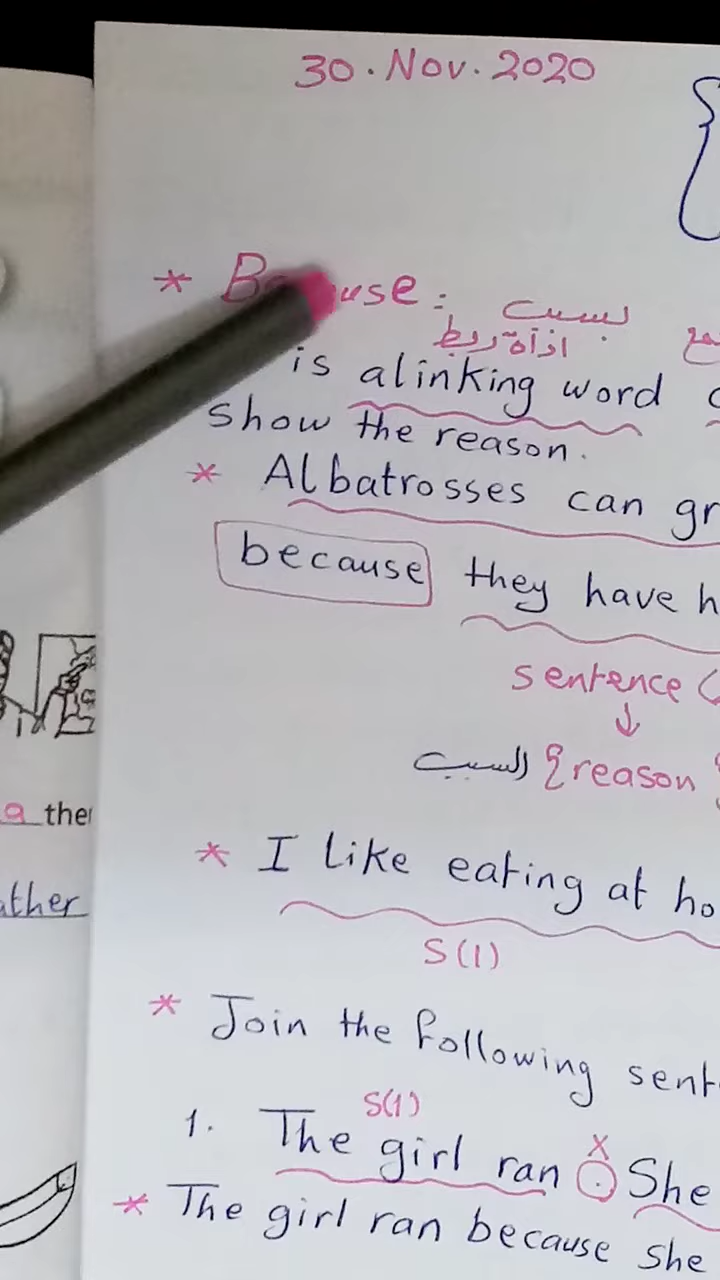 30.Nov.2020
* Because : بسبب
اداة ربط
is alinking word
show the reason.
* Albatrosses can gr
because they have h
sentence (
↓
السبب {reason
* I like eating at ho
S(1)
* Join the following sent
S(1)
1. The girl ran . She
* The girl ran because she
a ther
ather